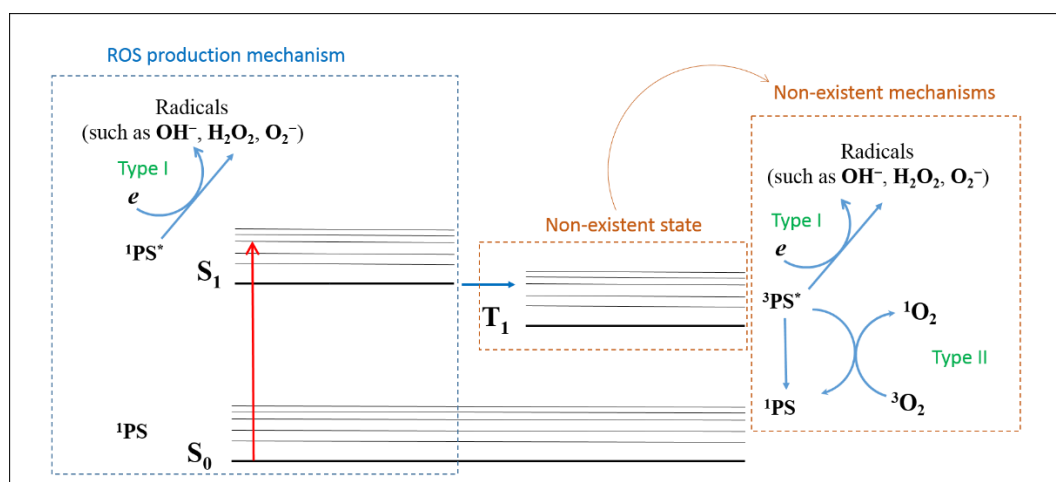 ROS production mechanism
Radicals
(such as OH⁻, H₂O₂, O₂⁻)
Type I
e
¹PS*
S₁
¹PS
S₀
Non-existent state
T₁
Non-existent mechanisms
Radicals
(such as OH⁻, H₂O₂, O₂⁻)
Type I
e
³PS*
¹O₂
Type II
¹PS
³O₂